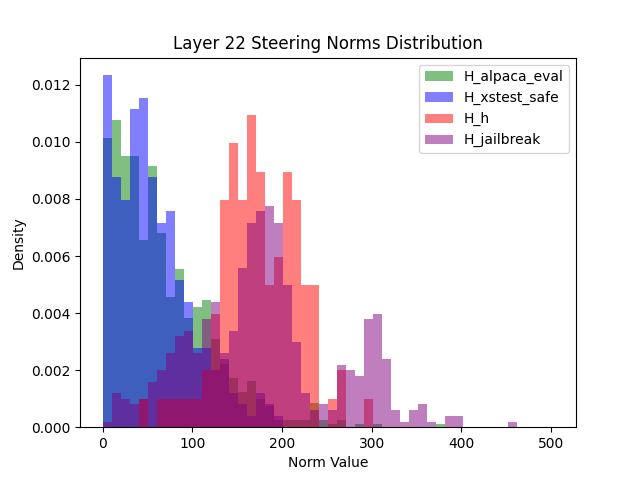 Layer 22 Steering Norms Distribution
H_alpaca_eval
H_xstest_safe
H_h
H_jailbreak
Density
0.012
0.010
0.008
0.006
0.004
0.002
0.000
0 100 200 300 400 500
Norm Value